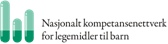 Nasjonalt kompetansenettverk
for legemidler til barn